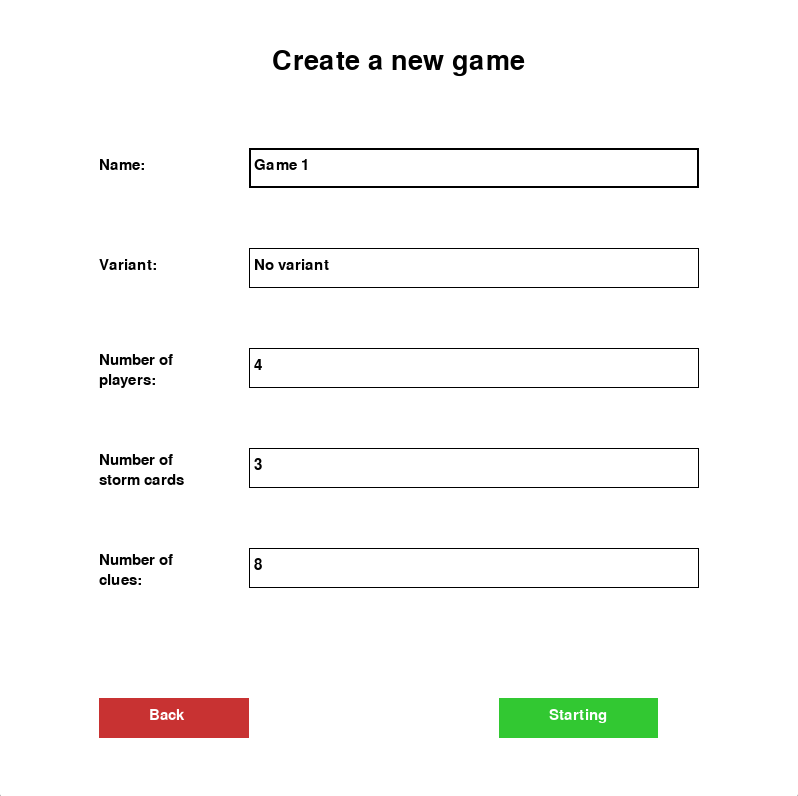 Create a new game
Name:
Game 1
Variant:
No variant
Number of
players:
4
Number of
storm cards
3
Number of
clues:
8
Back
Starting